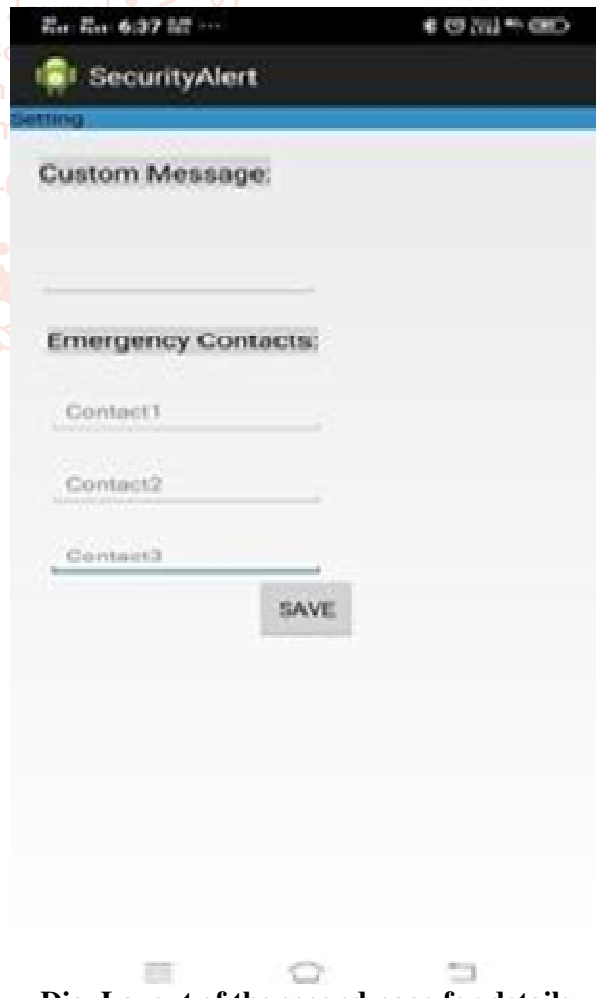 6:37 ...
SecurityAlert
Setting
Custom Message:
Emergency Contacts:
Contact1
Contact2
Contact3
SAVE
Dia. Layout of the second page for details